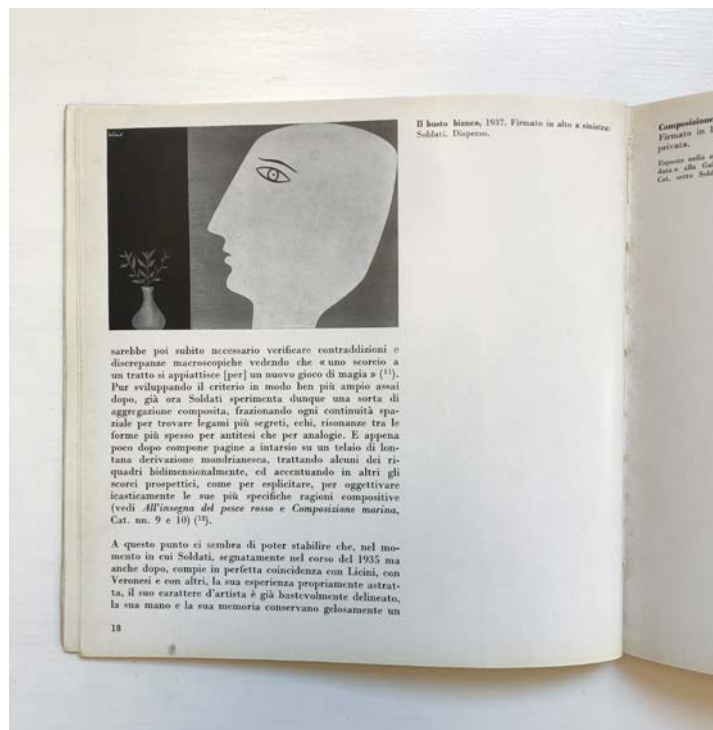 Il busto bianco, 1937. Firmato in alto a sinistra:
Soldati. Disperso.
sarebbe poi subito necessario verificare contraddizioni e
discrepanze macroscopiche vedendo che « uno scorcio a
un tratto si appiattisce [per] un nuovo gioco di magia » (¹¹).
Pur sviluppando il criterio in modo ben più ampio assai
dopo, già ora Soldati sperimenta dunque una sorta di
aggregazione composita, frazionando ogni continuità spa-
ziale per trovare legami più segreti, echi, risonanze tra le
forme più spesso per antitesi che per analogie. E appena
poco dopo compone pagine a intarsio su un telaio di lon-
tana derivazione mondrianesca, trattando alcuni dei ri-
quadri bidimensionalmente, ed accentuando in altri gli
scorci prospettici, come per esplicitare, per oggettivare
icasticamente le sue più specifiche ragioni compositive
(vedi All'insegna del pesce rosso e Composizione marina,
Cat. nn. 9 e 10) (¹²).
A questo punto ci sembra di poter stabilire che, nel mo-
mento in cui Soldati, segnatamente nel corso del 1935 ma
anche dopo, compie in perfetta coincidenza con Licini, con
Veronesi e con altri, la sua esperienza propriamente astrat-
ta, il suo carattere d'artista è già bastevolmente delineato,
la sua mano e la sua memoria conservano gelosamente un
18
Composizione
Firmato in
privata.
Esposto nella
data » alla
Cat. sotto